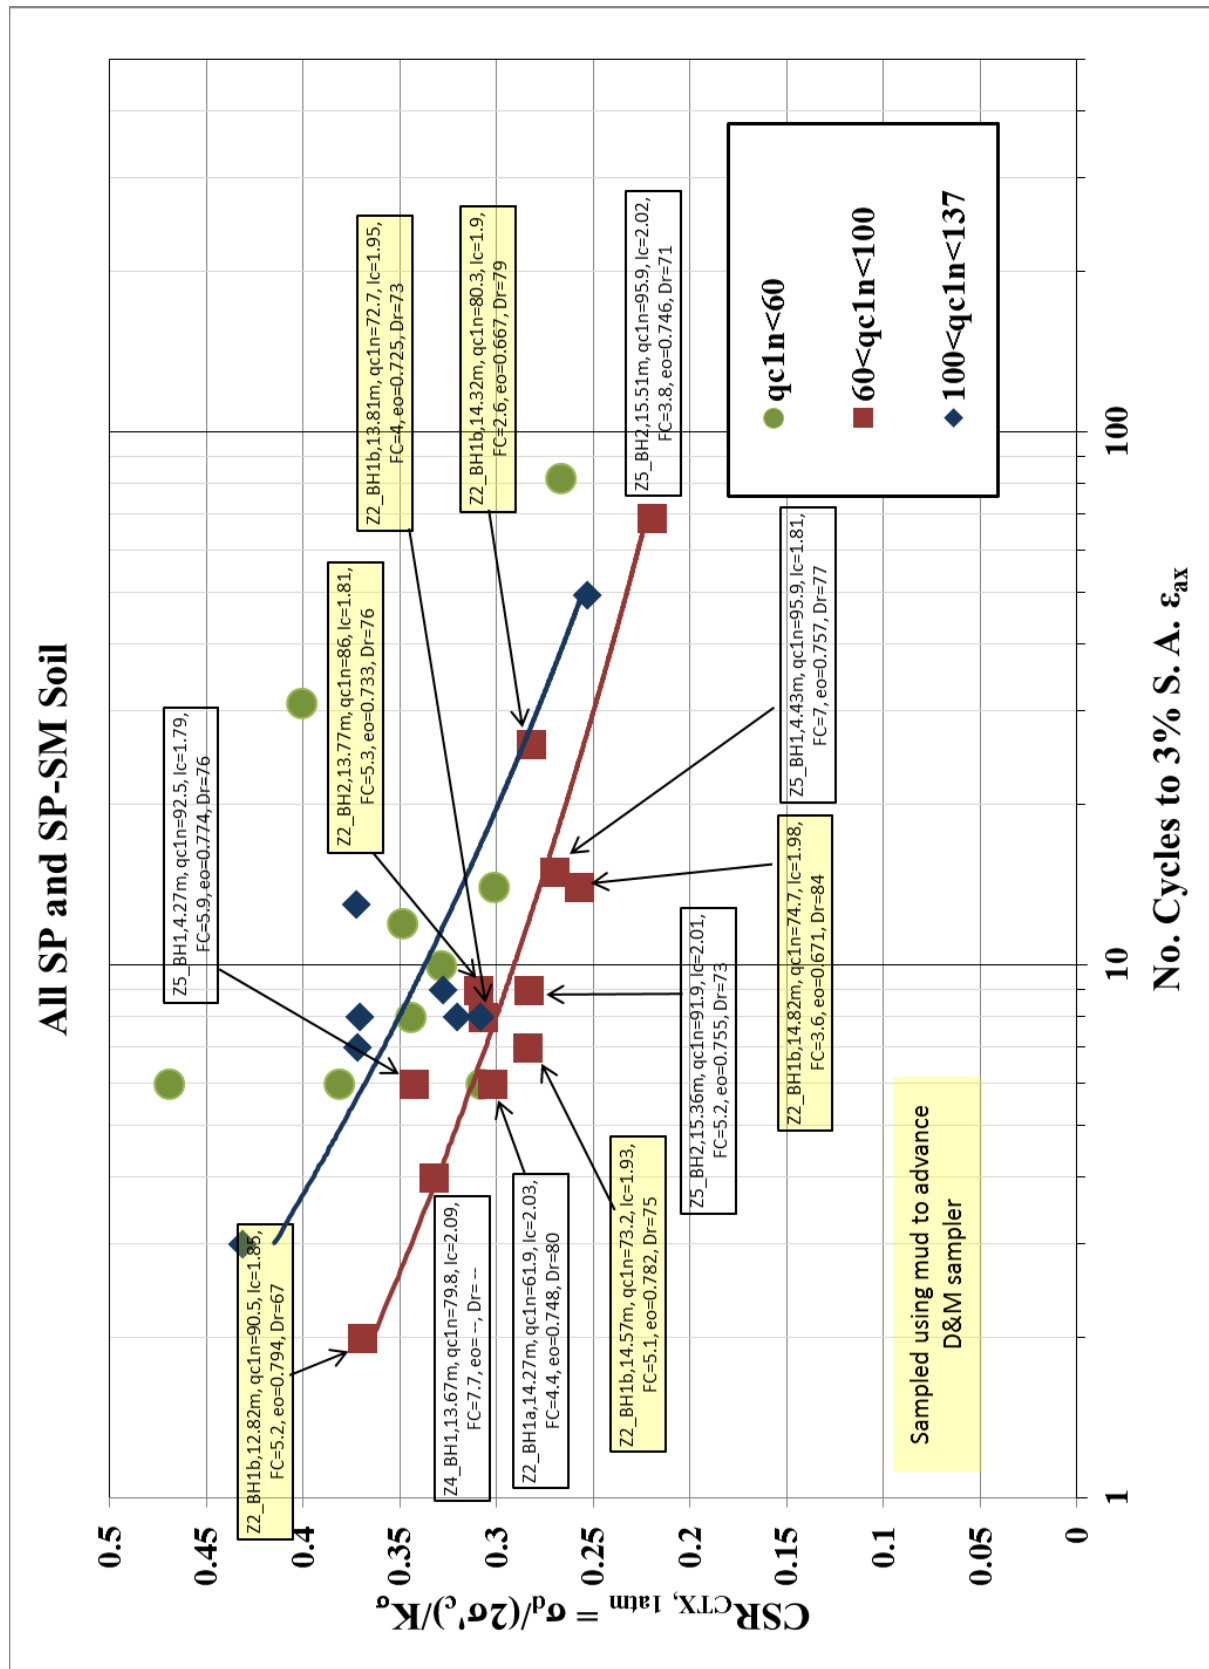 All SP and SP-SM Soil
CSR_CTX, 1atm = σd/(2σ'c)/Kσ
0.5
0.45
0.4
0.35
0.3
0.25
0.2
0.15
0.1
0.05
0
1
10
100
No. Cycles to 3% S. A. εax
Z2_BH1b,12.82m, qc1n=90.5, Ic=1.85,
FC=5.2, eo=0.794, Dr=67
Z5_BH1,4.27m, qc1n=92.5, Ic=1.79,
FC=5.9, eo=0.774, Dr=76
Z2_BH2,13.77m, qc1n=86, Ic=1.81,
FC=5.3, eo=0.733, Dr=76
Z2_BH1b,13.81m, qc1n=72.7, Ic=1.95,
FC=4, eo=0.725, Dr=73
Z2_BH1b,14.32m, qc1n=80.3, Ic=1.9,
FC=2.6, eo=0.667, Dr=79
Z5_BH2,15.51m, qc1n=95.9, Ic=2.02,
FC=3.8, eo=0.746, Dr=71
Z4_BH1,13.67m, qc1n=79.8, Ic=2.09,
FC=7.7, eo= --, Dr= --
Z2_BH1a,14.27m, qc1n=61.9, Ic=2.03,
FC=4.4, eo=0.748, Dr=80
Z2_BH1b,14.57m, qc1n=73.2, Ic=1.93,
FC=5.1, eo=0.782, Dr=75
Z5_BH2,15.36m, qc1n=91.9, Ic=2.01,
FC=5.2, eo=0.755, Dr=73
Z2_BH1b,14.82m, qc1n=74.7, Ic=1.98,
FC=3.6, eo=0.671, Dr=84
Z5_BH1,4.43m, qc1n=95.9, Ic=1.81,
FC=7, eo=0.757, Dr=77
qc1n<60
60<qc1n<100
100<qc1n<137
Sampled using mud to advance
D&M sampler